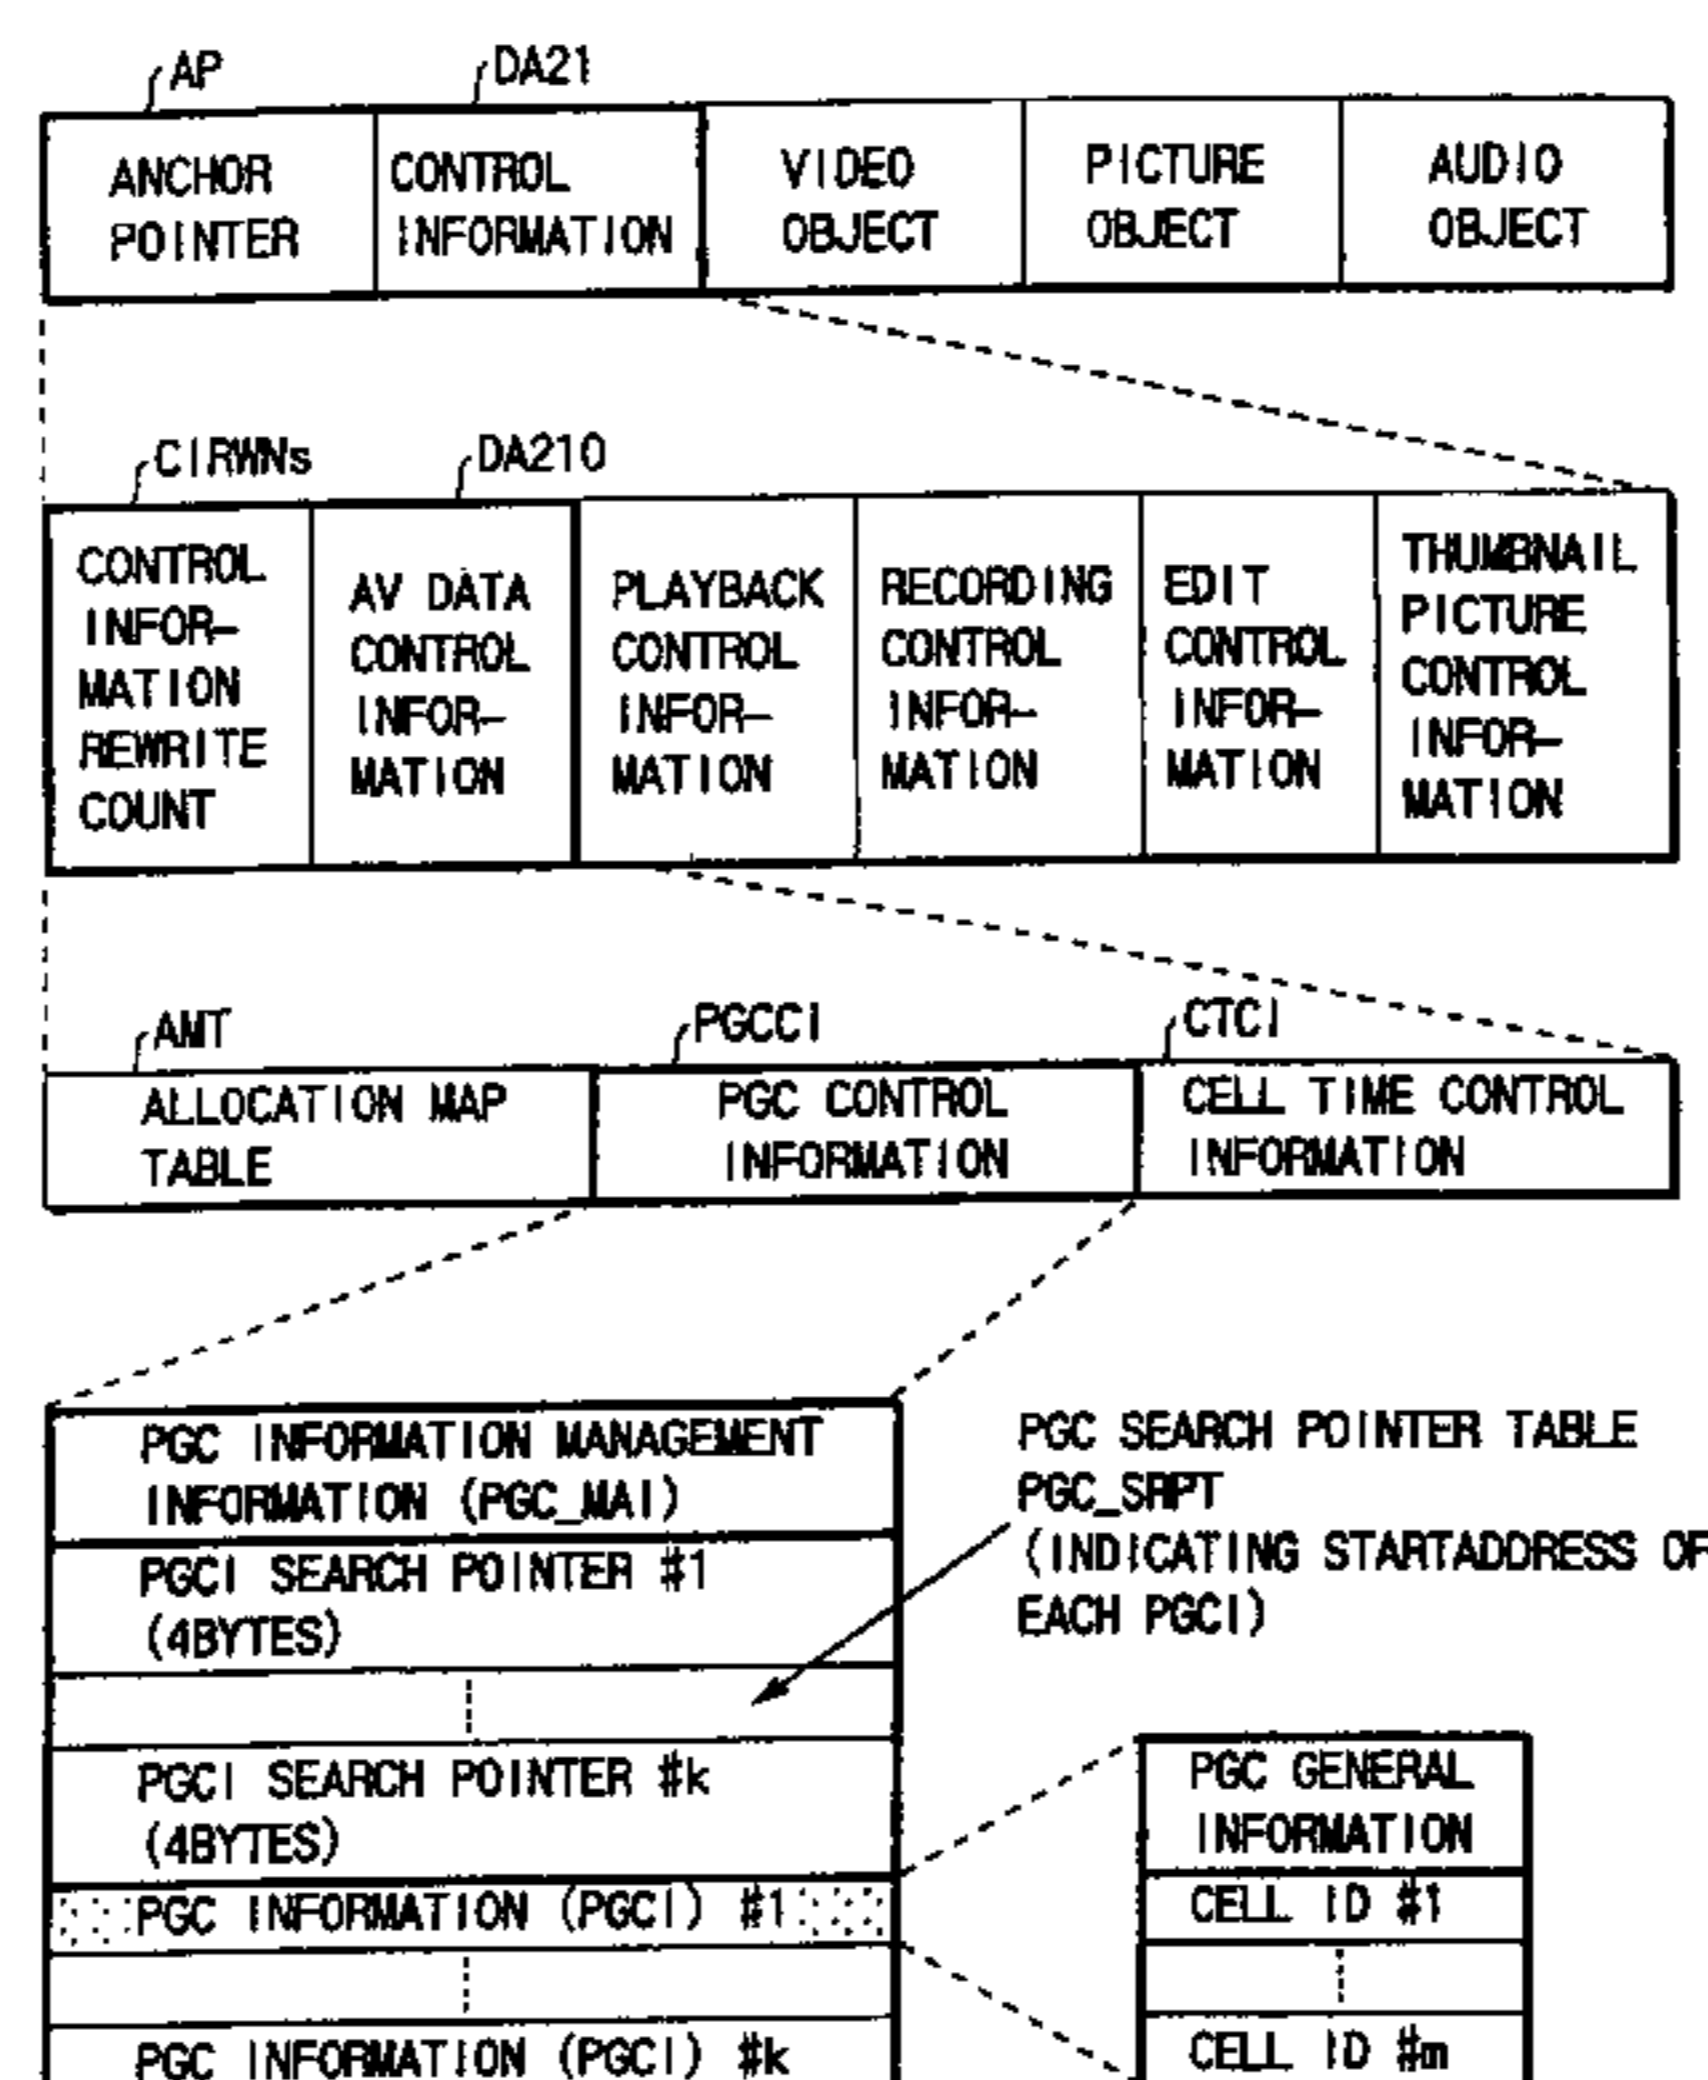 AP
DA21
ANCHOR
POINTER
CONTROL
INFORMATION
VIDEO
OBJECT
PICTURE
OBJECT
AUDIO
OBJECT
CIRWNs
DA210
CONTROL
INFOR-
MATION
REWRITE
COUNT
AV DATA
CONTROL
INFOR-
MATION
PLAYBACK
CONTROL
INFOR-
MATION
RECORDING
CONTROL
INFOR-
MATION
EDIT
CONTROL
INFOR-
MATION
THUMBNAIL
PICTURE
CONTROL
INFOR-
MATION
AMT
PGCCI
CTCI
ALLOCATION MAP
TABLE
PGC CONTROL
INFORMATION
CELL TIME CONTROL
INFORMATION
PGC INFORMATION MANAGEMENT
INFORMATION (PGC_MAI)
PGCI SEARCH POINTER #1
(4BYTES)
PGCI SEARCH POINTER #k
(4BYTES)
PGC INFORMATION (PGCI) #1
PGC INFORMATION (PGCI) #k
PGC SEARCH POINTER TABLE
PGC_SRPT
(INDICATING STARTADDRESS OF
EACH PGCI)
PGC GENERAL
INFORMATION
CELL ID #1
CELL ID #m